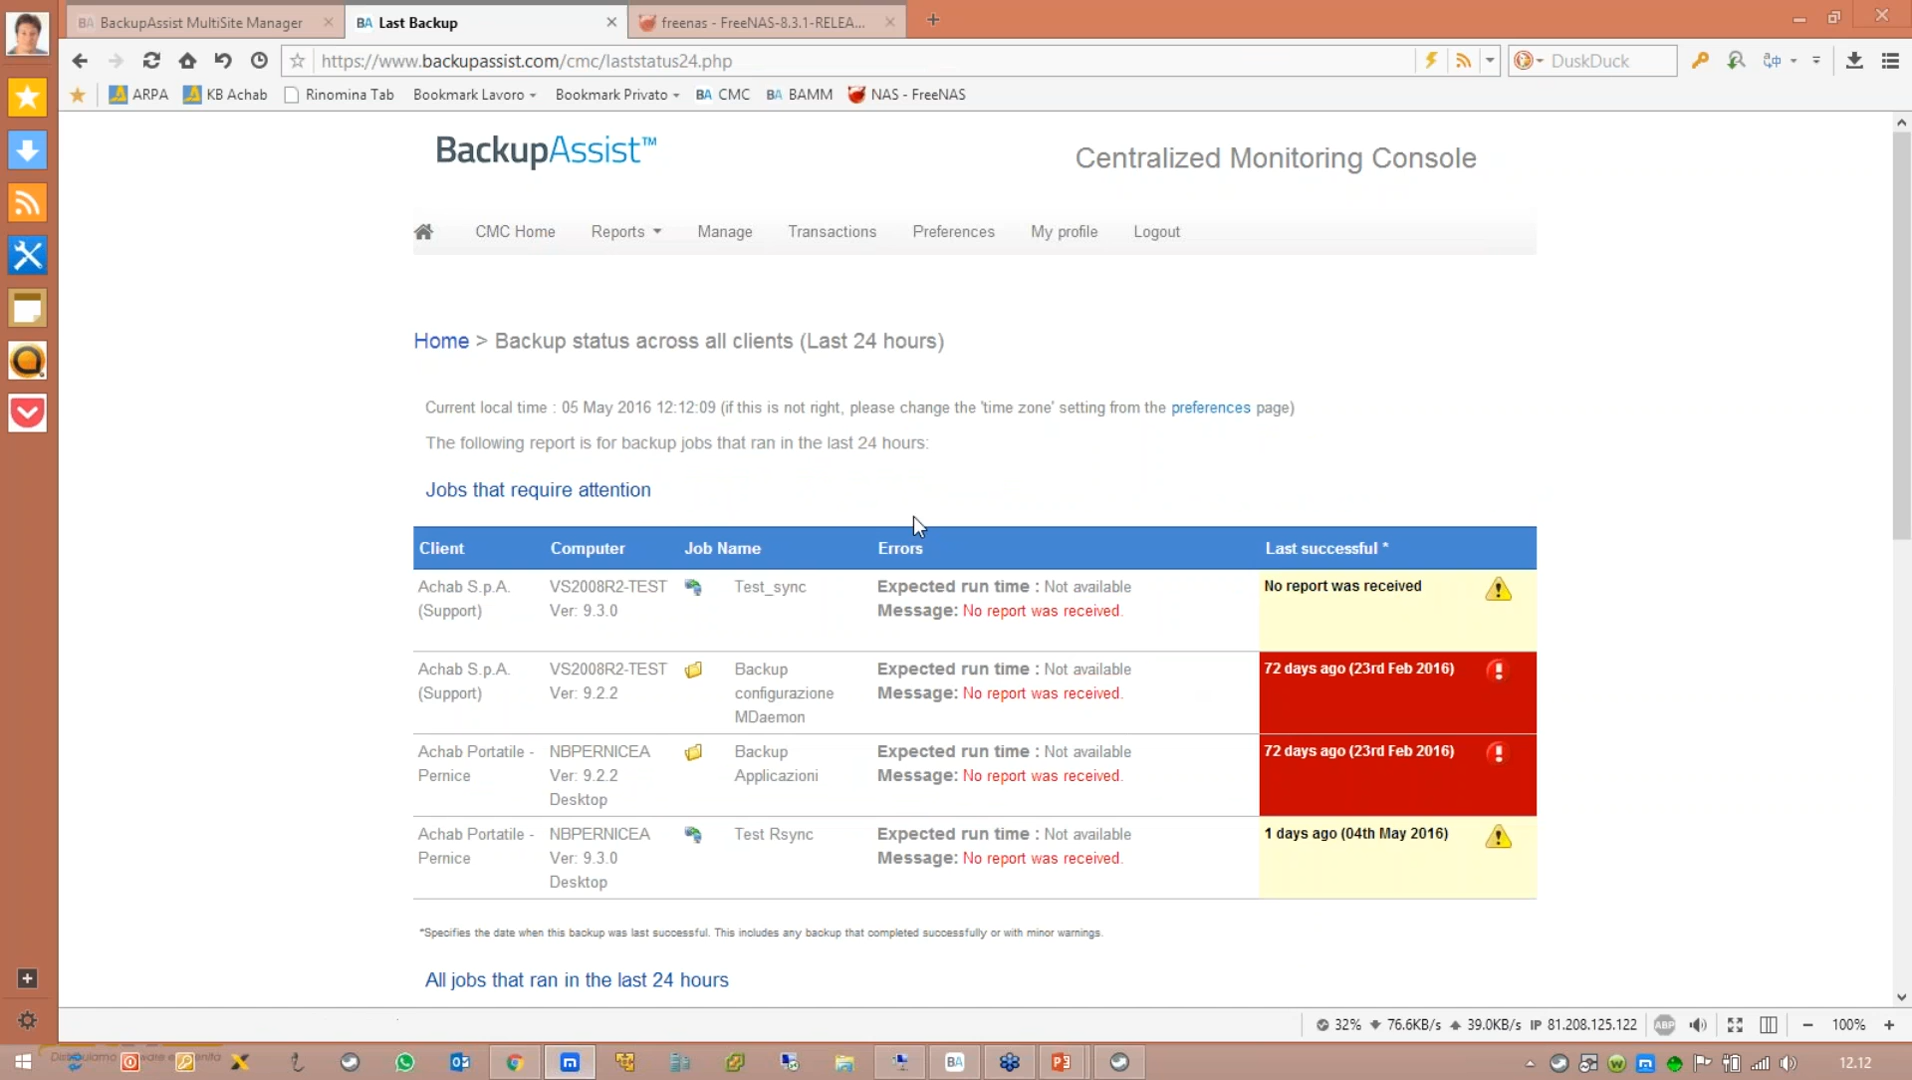 BackupAssist MultiSite Manager
BA Last Backup
freenas - FreeNAS-8.3.1-RELEA...
https://www.backupassist.com/cmc/laststatus24.php
DuskDuck
ARPA
KB Achab
Rinomina Tab
Bookmark Lavoro
Bookmark Privato
BA CMC
BA BAMM
NAS - FreeNAS
BackupAssist™
Centralized Monitoring Console
CMC Home
Reports
Manage
Transactions
Preferences
My profile
Logout
Home > Backup status across all clients (Last 24 hours)
Current local time : 05 May 2016 12:12:09 (if this is not right, please change the 'time zone' setting from the preferences page)
The following report is for backup jobs that ran in the last 24 hours:
Jobs that require attention
Client Computer Job Name Errors Last successful *
Achab S.p.A. VS2008R2-TEST Test_sync Expected run time : Not available No report was received
(Support) Ver: 9.3.0 Message: No report was received.
Achab S.p.A. VS2008R2-TEST Backup Expected run time : Not available 72 days ago (23rd Feb 2016)
(Support) Ver: 9.2.2 configurazione Message: No report was received.
MDaemon
Achab Portatile - NBPERNICEA Backup Expected run time : Not available 72 days ago (23rd Feb 2016)
Pernice Ver: 9.2.2 Applicazioni Message: No report was received.
Desktop
Achab Portatile - NBPERNICEA Test Rsync Expected run time : Not available 1 days ago (04th May 2016)
Pernice Ver: 9.3.0 Message: No report was received.
Desktop
*Specifies the date when this backup was last successful. This includes any backup that completed successfully or with minor warnings.
All jobs that ran in the last 24 hours
32% 76.6KB/s 39.0KB/s IP 81.208.125.122 ABP 100%
BA
12.12